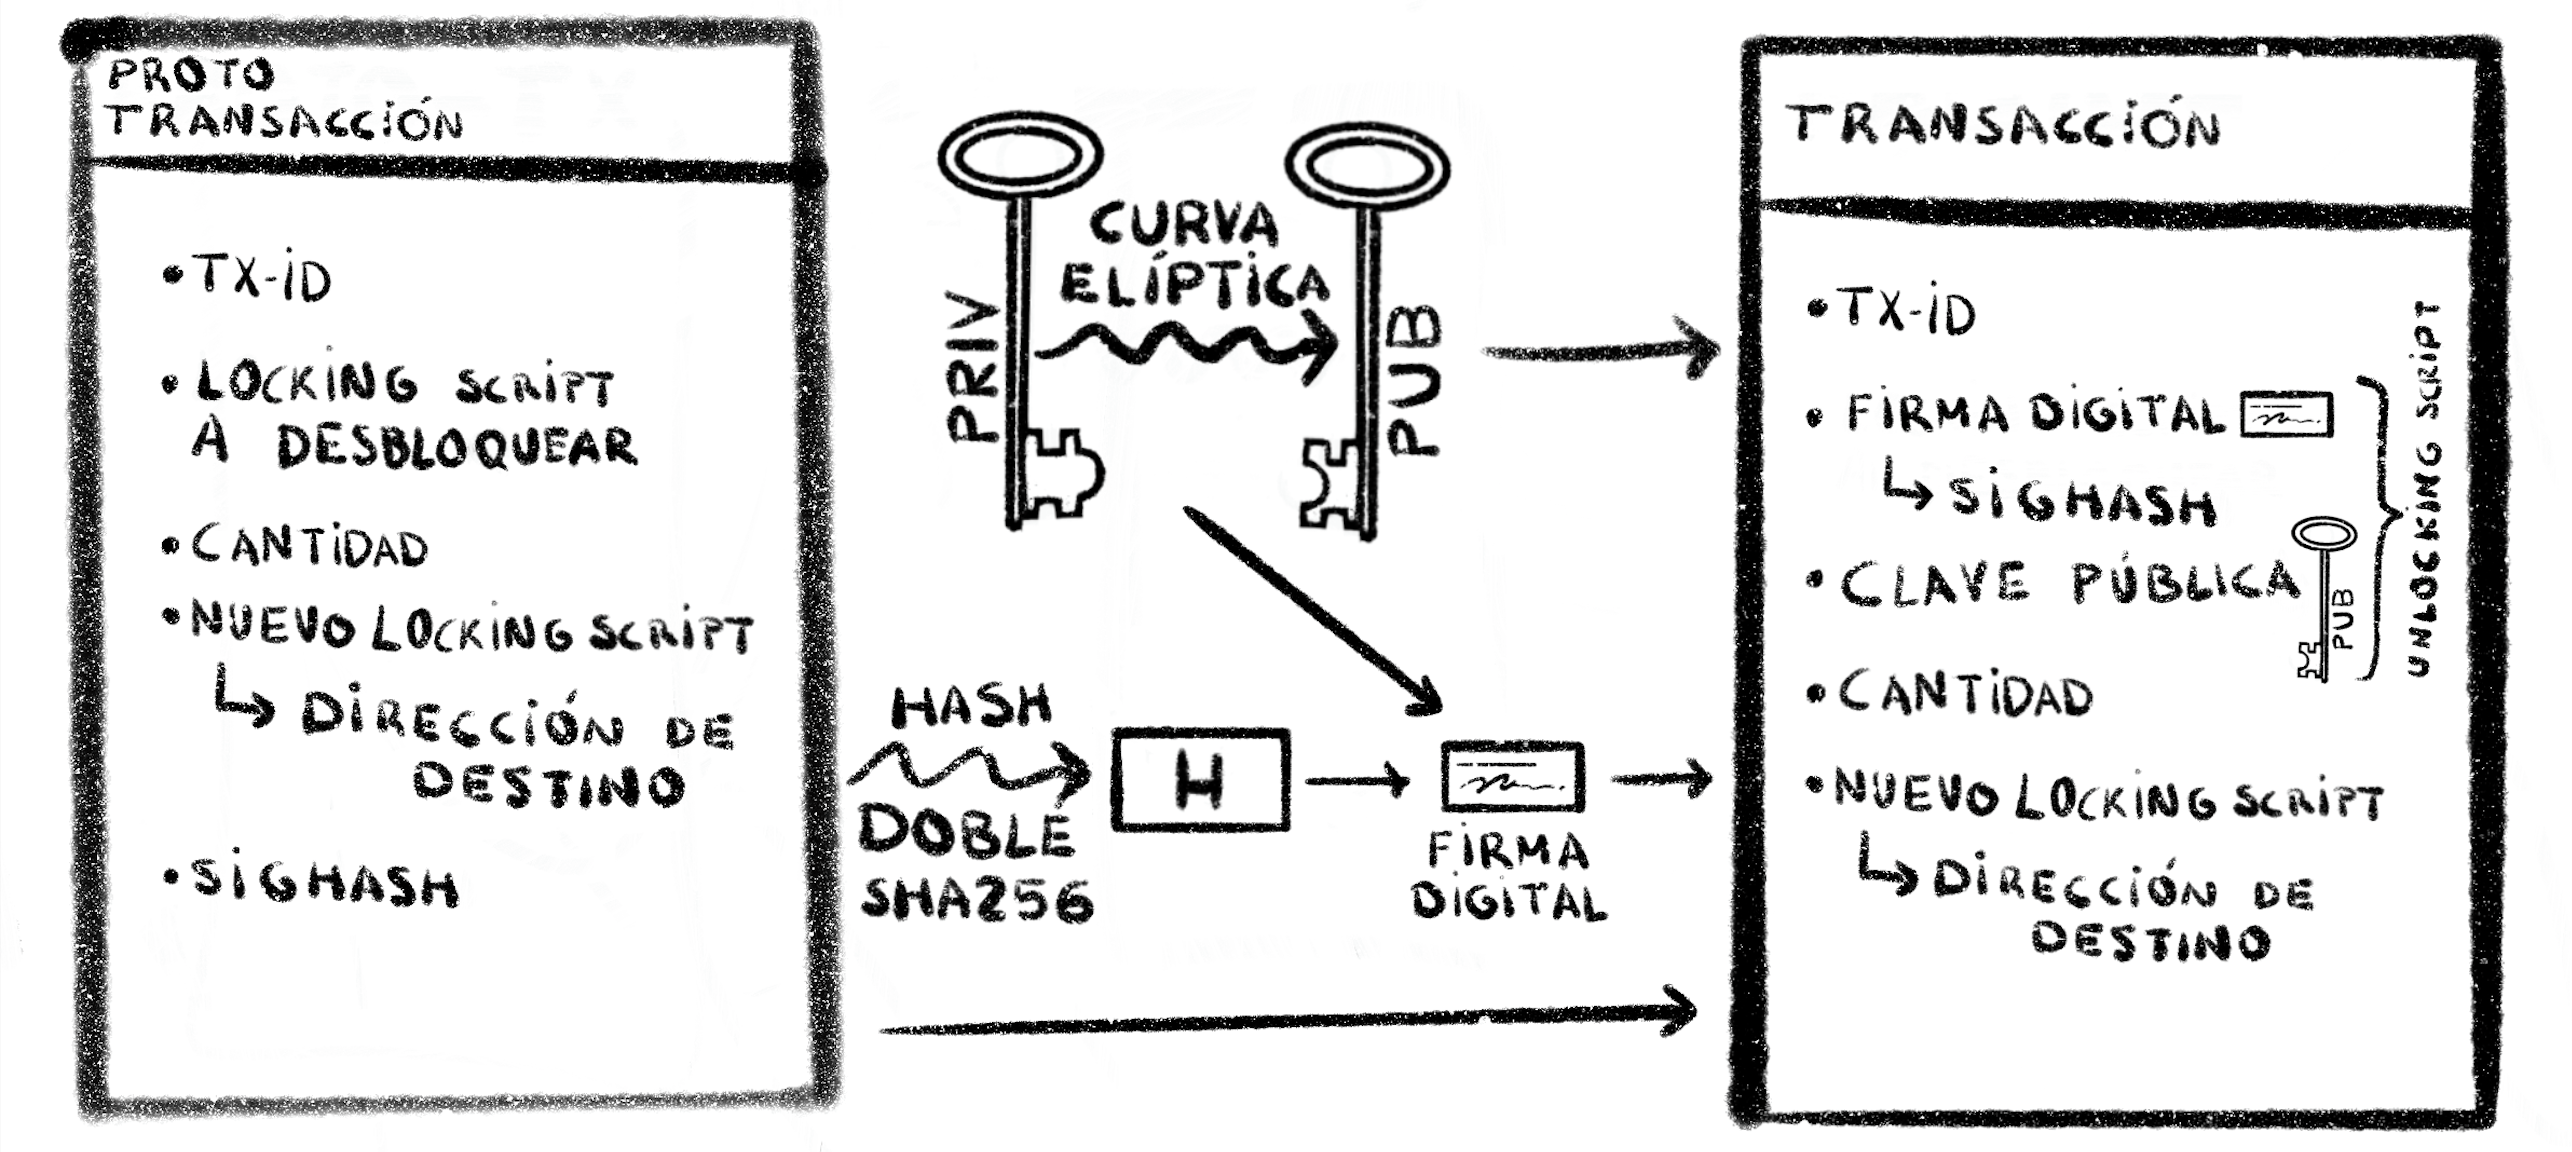 PROTO
TRANSACCIÓN
• TX-ID
• LOCKING SCRIPT
A DESBLOQUEAR
• CANTIDAD
• NUEVO LOCKING SCRIPT
↳ DIRECCIÓN DE
DESTINO
• SIGHASH
CURVA
ELÍPTICA
PRIV
PUB
HASH
DOBLE
SHA256
H
FIRMA
DIGITAL
TRANSACCIÓN
• TX-ID
• FIRMA DIGITAL
↳ SIGHASH
• CLAVE PÚBLICA
PUB
UNLOCKING SCRIPT
• CANTIDAD
• NUEVO LOCKING SCRIPT
↳ DIRECCIÓN DE
DESTINO